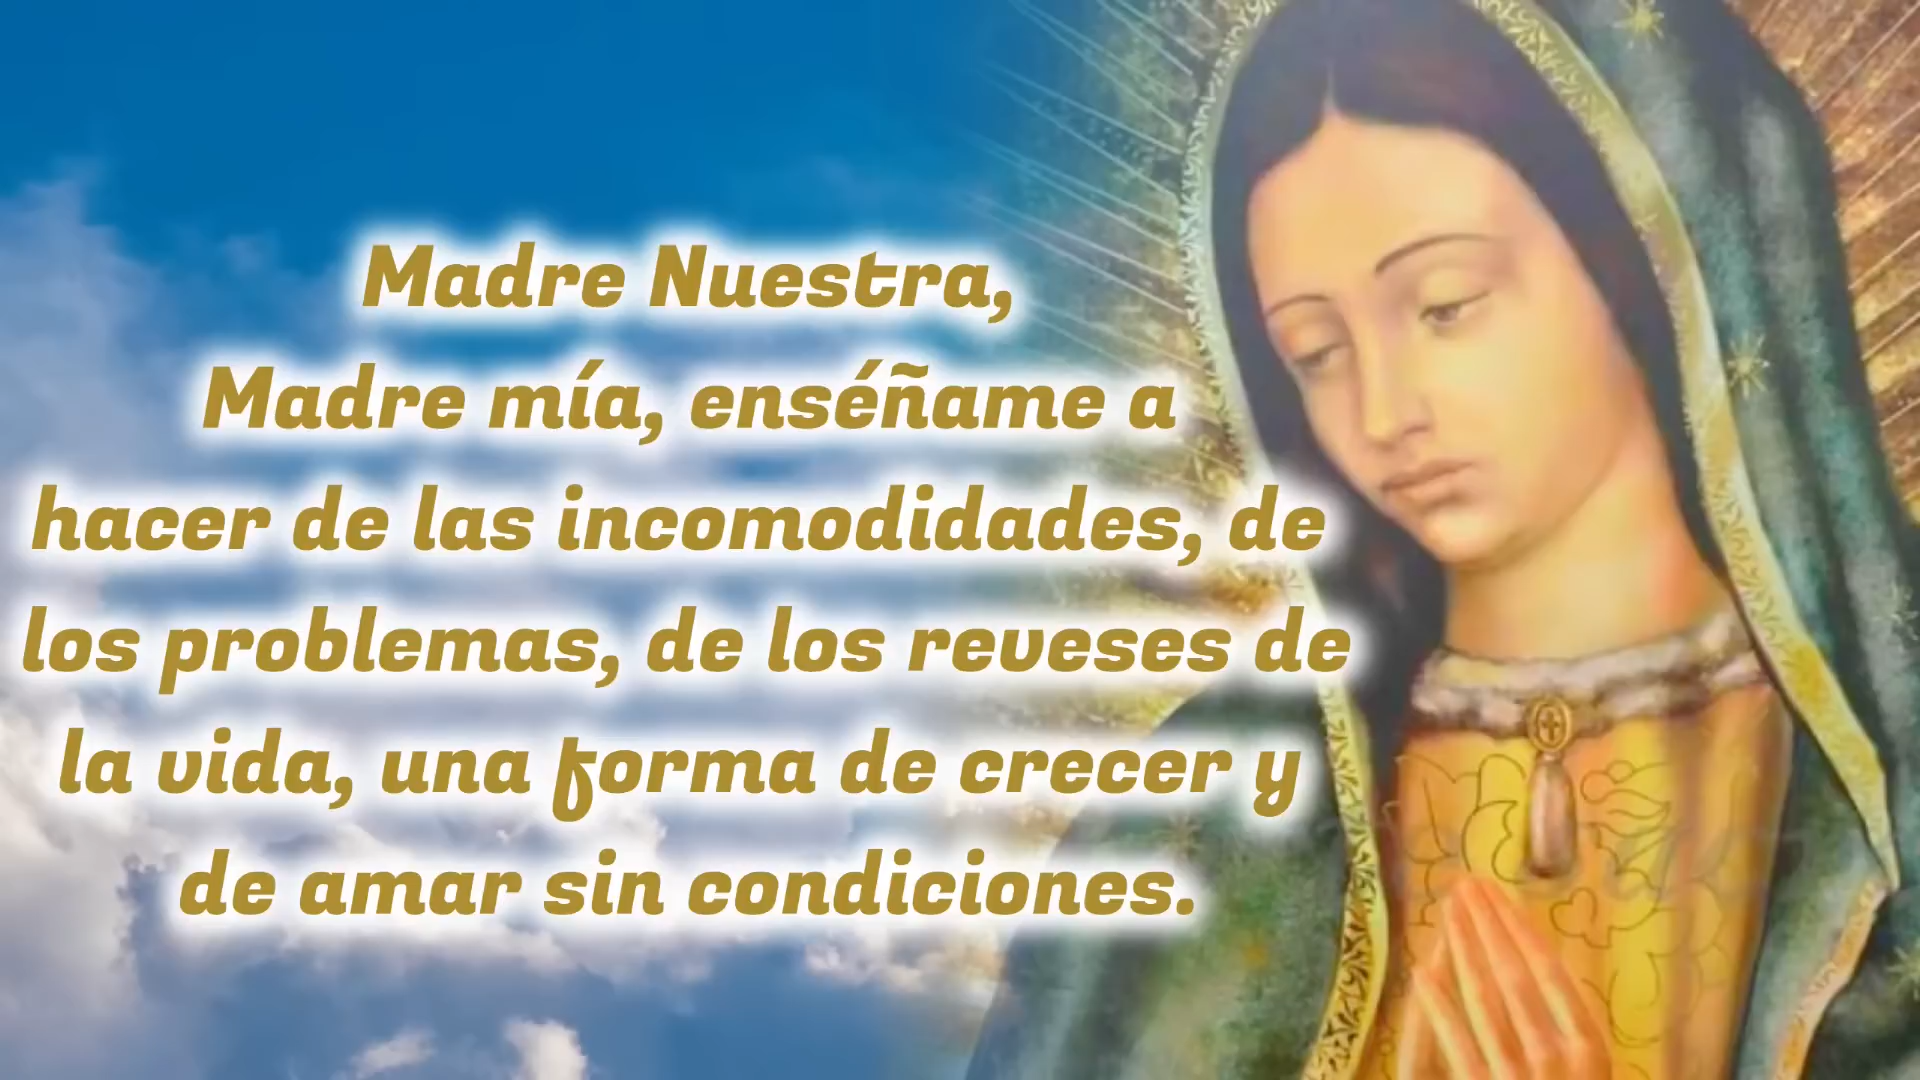 Madre Nuestra,
Madre mía, enséñame a
hacer de las incomodidades, de
los problemas, de los reveses de
la vida, una forma de crecer y
de amar sin condiciones.